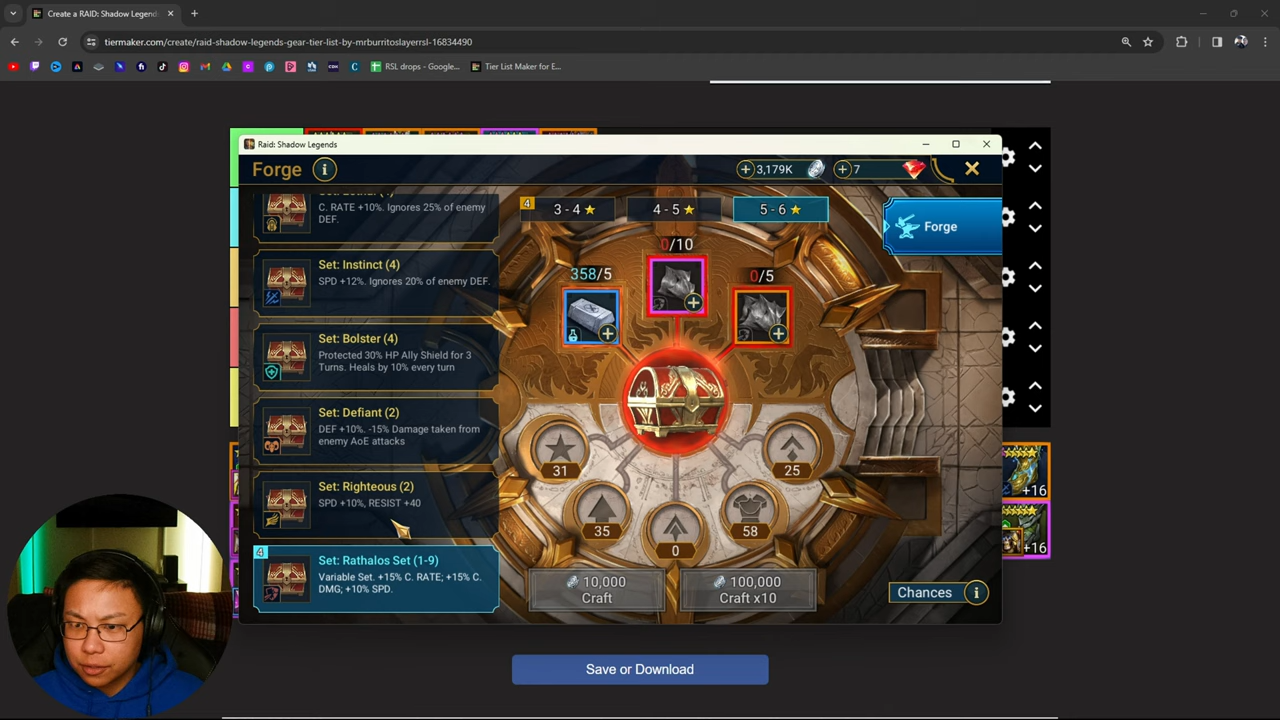 Create a RAID: Shadow Legends
tiermaker.com/create/raid-shadow-legends-gear-tier-list-by-mrburritoslayerrsl-16834490
RSL drops - Google...
Tier List Maker for E...
Raid: Shadow Legends
Forge
3,179K
7
C. RATE +10%. Ignores 25% of enemy
DEF.
Set: Instinct (4)
SPD +12%. Ignores 20% of enemy DEF.
Set: Bolster (4)
Protected 30% HP Ally Shield for 3
Turns. Heals by 10% every turn
Set: Defiant (2)
DEF +10%. -15% Damage taken from
enemy AoE attacks
Set: Righteous (2)
SPD +10%, RESIST +40
4
Set: Rathalos Set (1-9)
Variable Set. +15% C. RATE; +15% C.
DMG; +10% SPD.
4
3 - 4
4 - 5
5 - 6
Forge
358/5
0/10
0/5
31
35
0
58
25
10,000
Craft
100,000
Craft x10
Chances
+16
+16
Save or Download